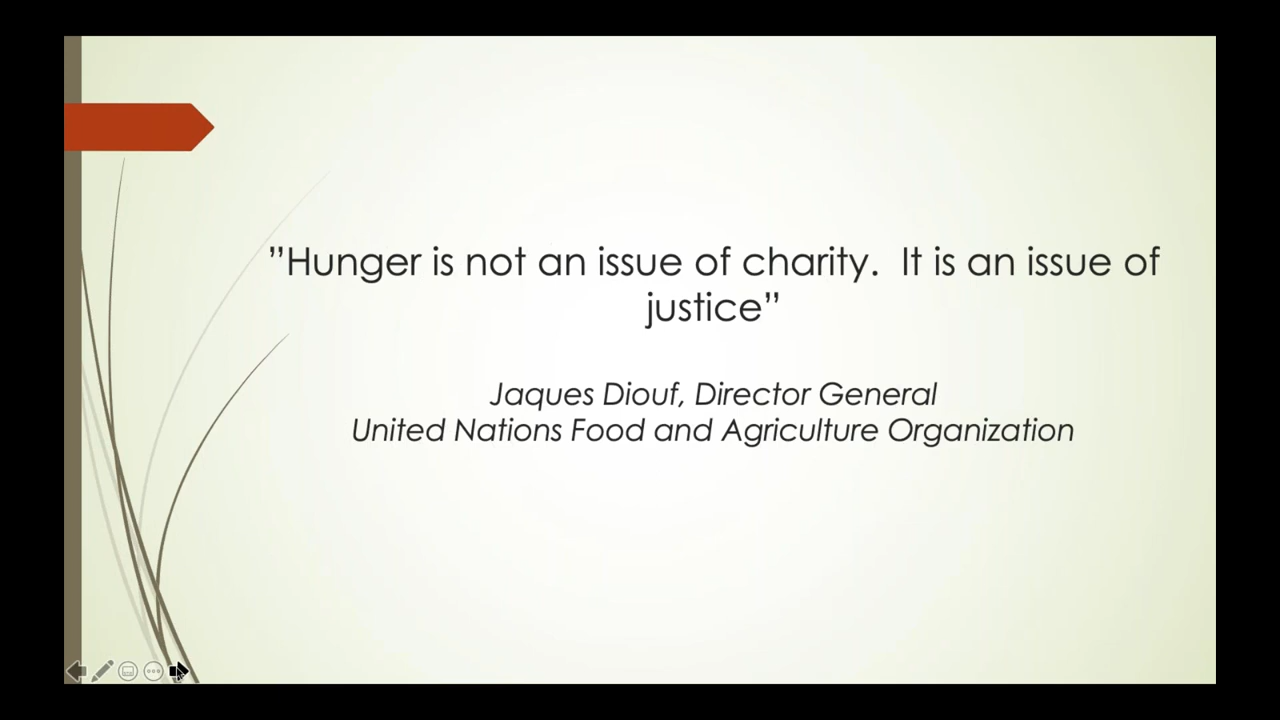 ”Hunger is not an issue of charity.  It is an issue of
justice”
Jaques Diouf, Director General
United Nations Food and Agriculture Organization